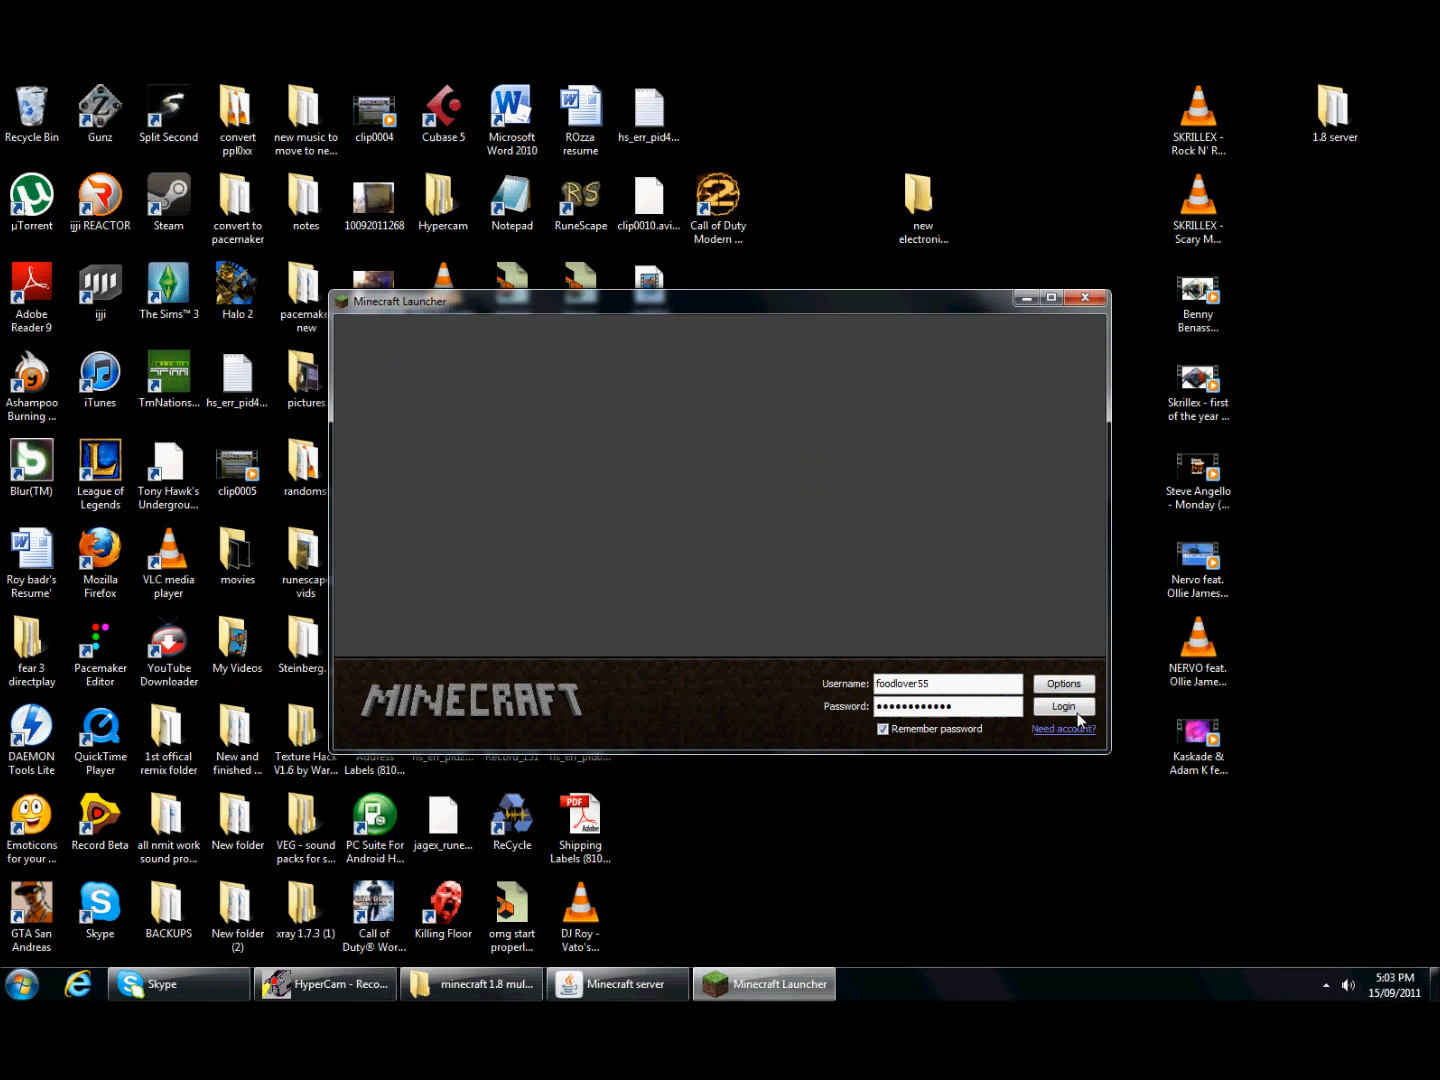 Recycle Bin
Gunz
Split Second
convert
ppl0xx
new music to
move to ne...
clip0004
Cubase 5
Microsoft
Word 2010
ROzza
resume
hs_err_pid4...
SKRILLEX -
Rock N' R...
1.8 server
µTorrent
ijji REACTOR
Steam
convert to
pacemaker
notes
10092011268
Hypercam
Notepad
RuneScape
clip0010.avi...
Call of Duty
Modern ...
new
electroni...
SKRILLEX -
Scary M...
Adobe
Reader 9
ijji
The Sims™ 3
Halo 2
pacemake
new
Minecraft Launcher
Benny
Benass...
Ashampoo
Burning ...
iTunes
TmNations...
hs_err_pid4...
pictures
Skrillex - first
of the year ...
Blur(TM)
League of
Legends
Tony Hawk's
Undergrou...
clip0005
randoms
Steve Angello
- Monday (...
Roy badr's
Resume'
Mozilla
Firefox
VLC media
player
movies
runescap
vids
Nervo feat.
Ollie James...
fear 3
directplay
Pacemaker
Editor
YouTube
Downloader
My Videos
Steinberg.
NERVO feat.
Ollie Jame...
MINECRAFT
Username: foodlover55 Options
Password: ●●●●●●●●●●●● Login
Remember password Need account?
DAEMON
Tools Lite
QuickTime
Player
1st offical
remix folder
New and
finished ...
Texture Hack
V1.6 by War...
Address
Labels (810...
Kaskade &
Adam K fe...
Emoticons
for your ...
Record Beta
all nmit work
sound pro...
New folder
VEG - sound
packs for s...
PC Suite For
Android H...
jagex_rune...
ReCycle
PDF
Adobe
Shipping
Labels (810...
GTA San
Andreas
Skype
BACKUPS
New folder
(2)
xray 1.7.3 (1)
Call of
Duty® Wor...
Killing Floor
omg start
properl...
DJ Roy -
Vato's...
Skype
HyperCam - Reco...
minecraft 1.8 mul...
Minecraft server
Minecraft Launcher
5:03 PM
15/09/2011